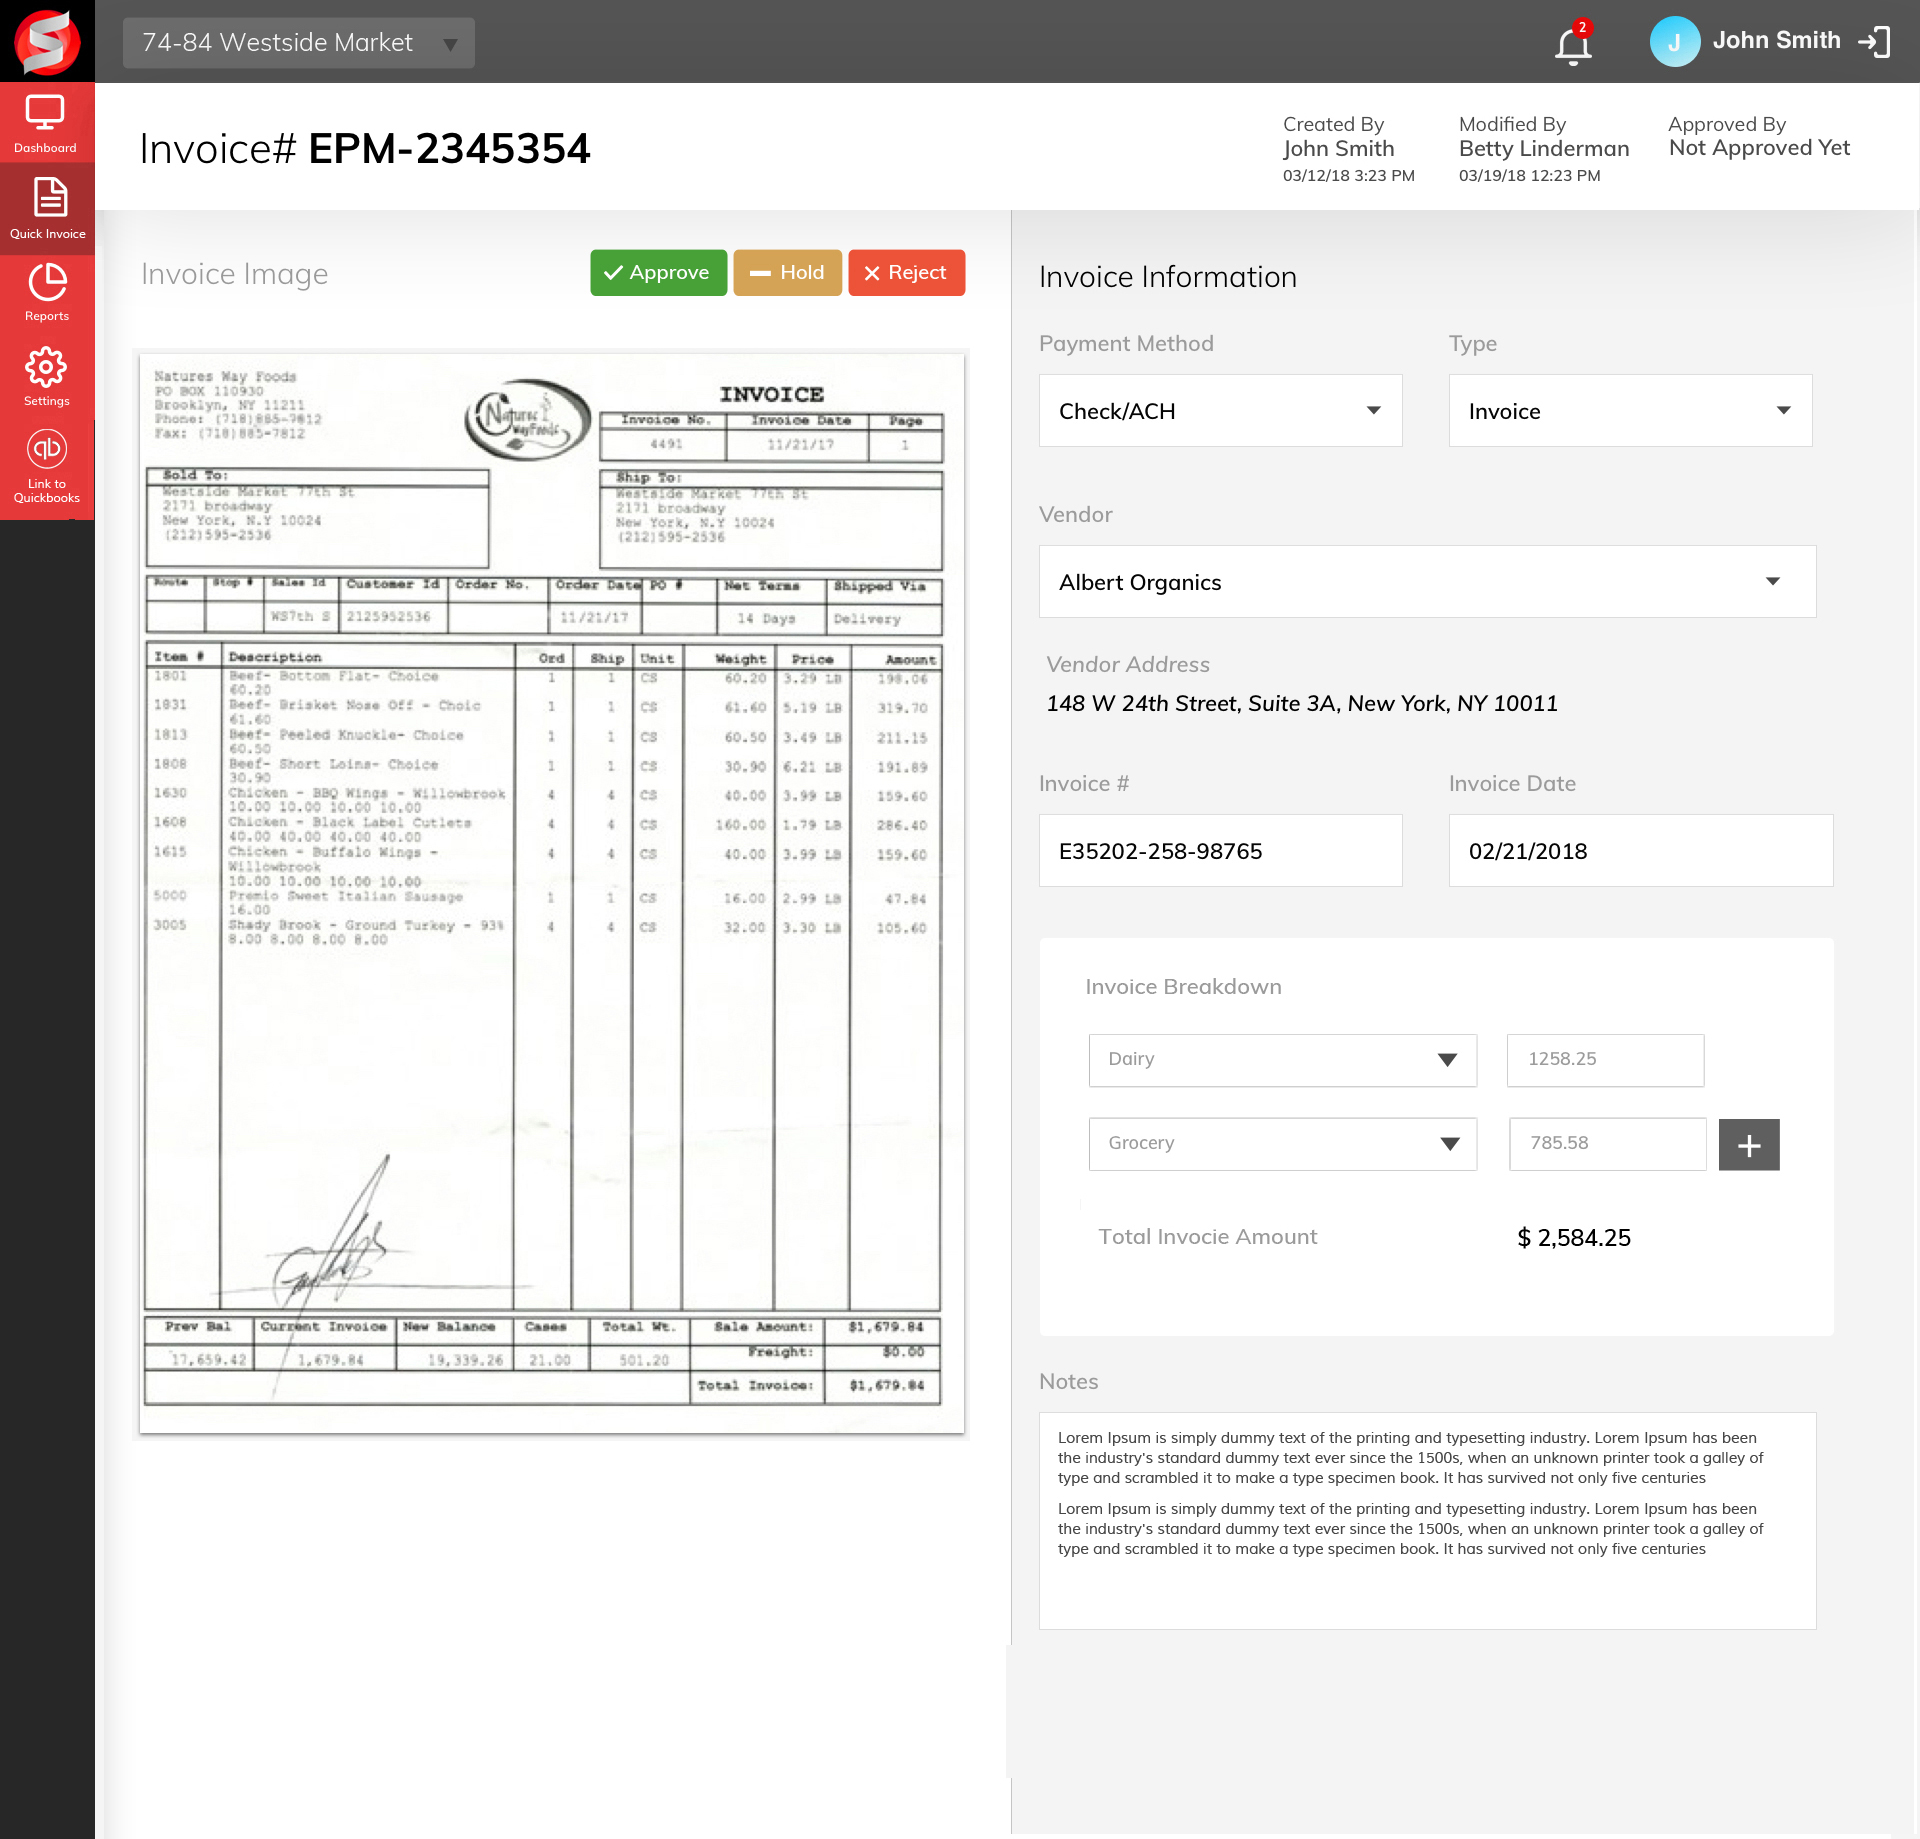 74-84 Westside Market
2
J
John Smith
Dashboard
Quick Invoice
Reports
Settings
Link to
Quickbooks
Invoice# EPM-2345354
Created By
John Smith
03/12/18 3:23 PM
Modified By
Betty Linderman
03/19/18 12:23 PM
Approved By
Not Approved Yet
Invoice Image
Approve
Hold
Reject
Natures Way Foods
PO BOX 110930
Brooklyn, NY 11211
Phone: (718)885-7812
Fax: (718)885-7812
Natures
WayFoods
INVOICE
Invoice No. Invoice Date Page
4491 11/21/17 1
Sold To:
Westside Market 77th St
2171 broadway
New York, N.Y 10024
(212)595-2536
Ship To:
Westside Market 77th St
2171 broadway
New York, N.Y 10024
(212)595-2536
Route Stop # Sales Id Customer Id Order No. Order Date PO # Net Terms Shipped Via
WS7th S 2125952536 11/21/17 14 Days Delivery
Item # Description Ord Ship Unit Weight Price Amount
1801 Beef- Bottom Flat- Choice 1 1 CS 60.20 3.29 LB 198.06
60.20
1831 Beef- Brisket Nose Off - Choic 1 1 CS 61.60 5.19 LB 319.70
61.60
1813 Beef- Peeled Knuckle- Choice 1 1 CS 60.50 3.49 LB 211.15
60.50
1808 Beef- Short Loins- Choice 1 1 CS 30.90 6.21 LB 191.89
30.90
1630 Chicken - BBQ Wings - Willowbrook 4 4 CS 40.00 3.99 LB 159.60
10.00 10.00 10.00 10.00
1608 Chicken - Black Label Cutlets 4 4 CS 160.00 1.79 LB 286.40
40.00 40.00 40.00 40.00
1615 Chicken - Buffalo Wings - 4 4 CS 40.00 3.99 LB 159.60
Willowbrook
10.00 10.00 10.00 10.00
5000 Premio Sweet Italian Sausage 1 1 CS 16.00 2.99 LB 47.84
16.00
3005 Shady Brook - Ground Turkey - 93% 4 4 CS 32.00 3.30 LB 105.60
8.00 8.00 8.00 8.00
Prev Bal Current Invoice New Balance Cases Total Wt. Sale Amount: $1,679.84
17,659.42 1,679.84 19,339.26 21.00 501.20 Freight: $0.00
Total Invoice: $1,679.84
Invoice Information
Payment Method
Check/ACH
Type
Invoice
Vendor
Albert Organics
Vendor Address
148 W 24th Street, Suite 3A, New York, NY 10011
Invoice #
E35202-258-98765
Invoice Date
02/21/2018
Invoice Breakdown
Dairy 1258.25
Grocery 785.58
+
Total Invocie Amount $ 2,584.25
Notes
Lorem Ipsum is simply dummy text of the printing and typesetting industry. Lorem Ipsum has been
the industry's standard dummy text ever since the 1500s, when an unknown printer took a galley of
type and scrambled it to make a type specimen book. It has survived not only five centuries
Lorem Ipsum is simply dummy text of the printing and typesetting industry. Lorem Ipsum has been
the industry's standard dummy text ever since the 1500s, when an unknown printer took a galley of
type and scrambled it to make a type specimen book. It has survived not only five centuries